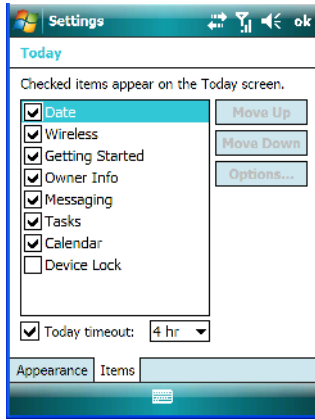 Settings ok
Today
Checked items appear on the Today screen.
Date
Wireless
Getting Started
Owner Info
Messaging
Tasks
Calendar
Device Lock
Move Up
Move Down
Options...
Today timeout: 4 hr
Appearance Items